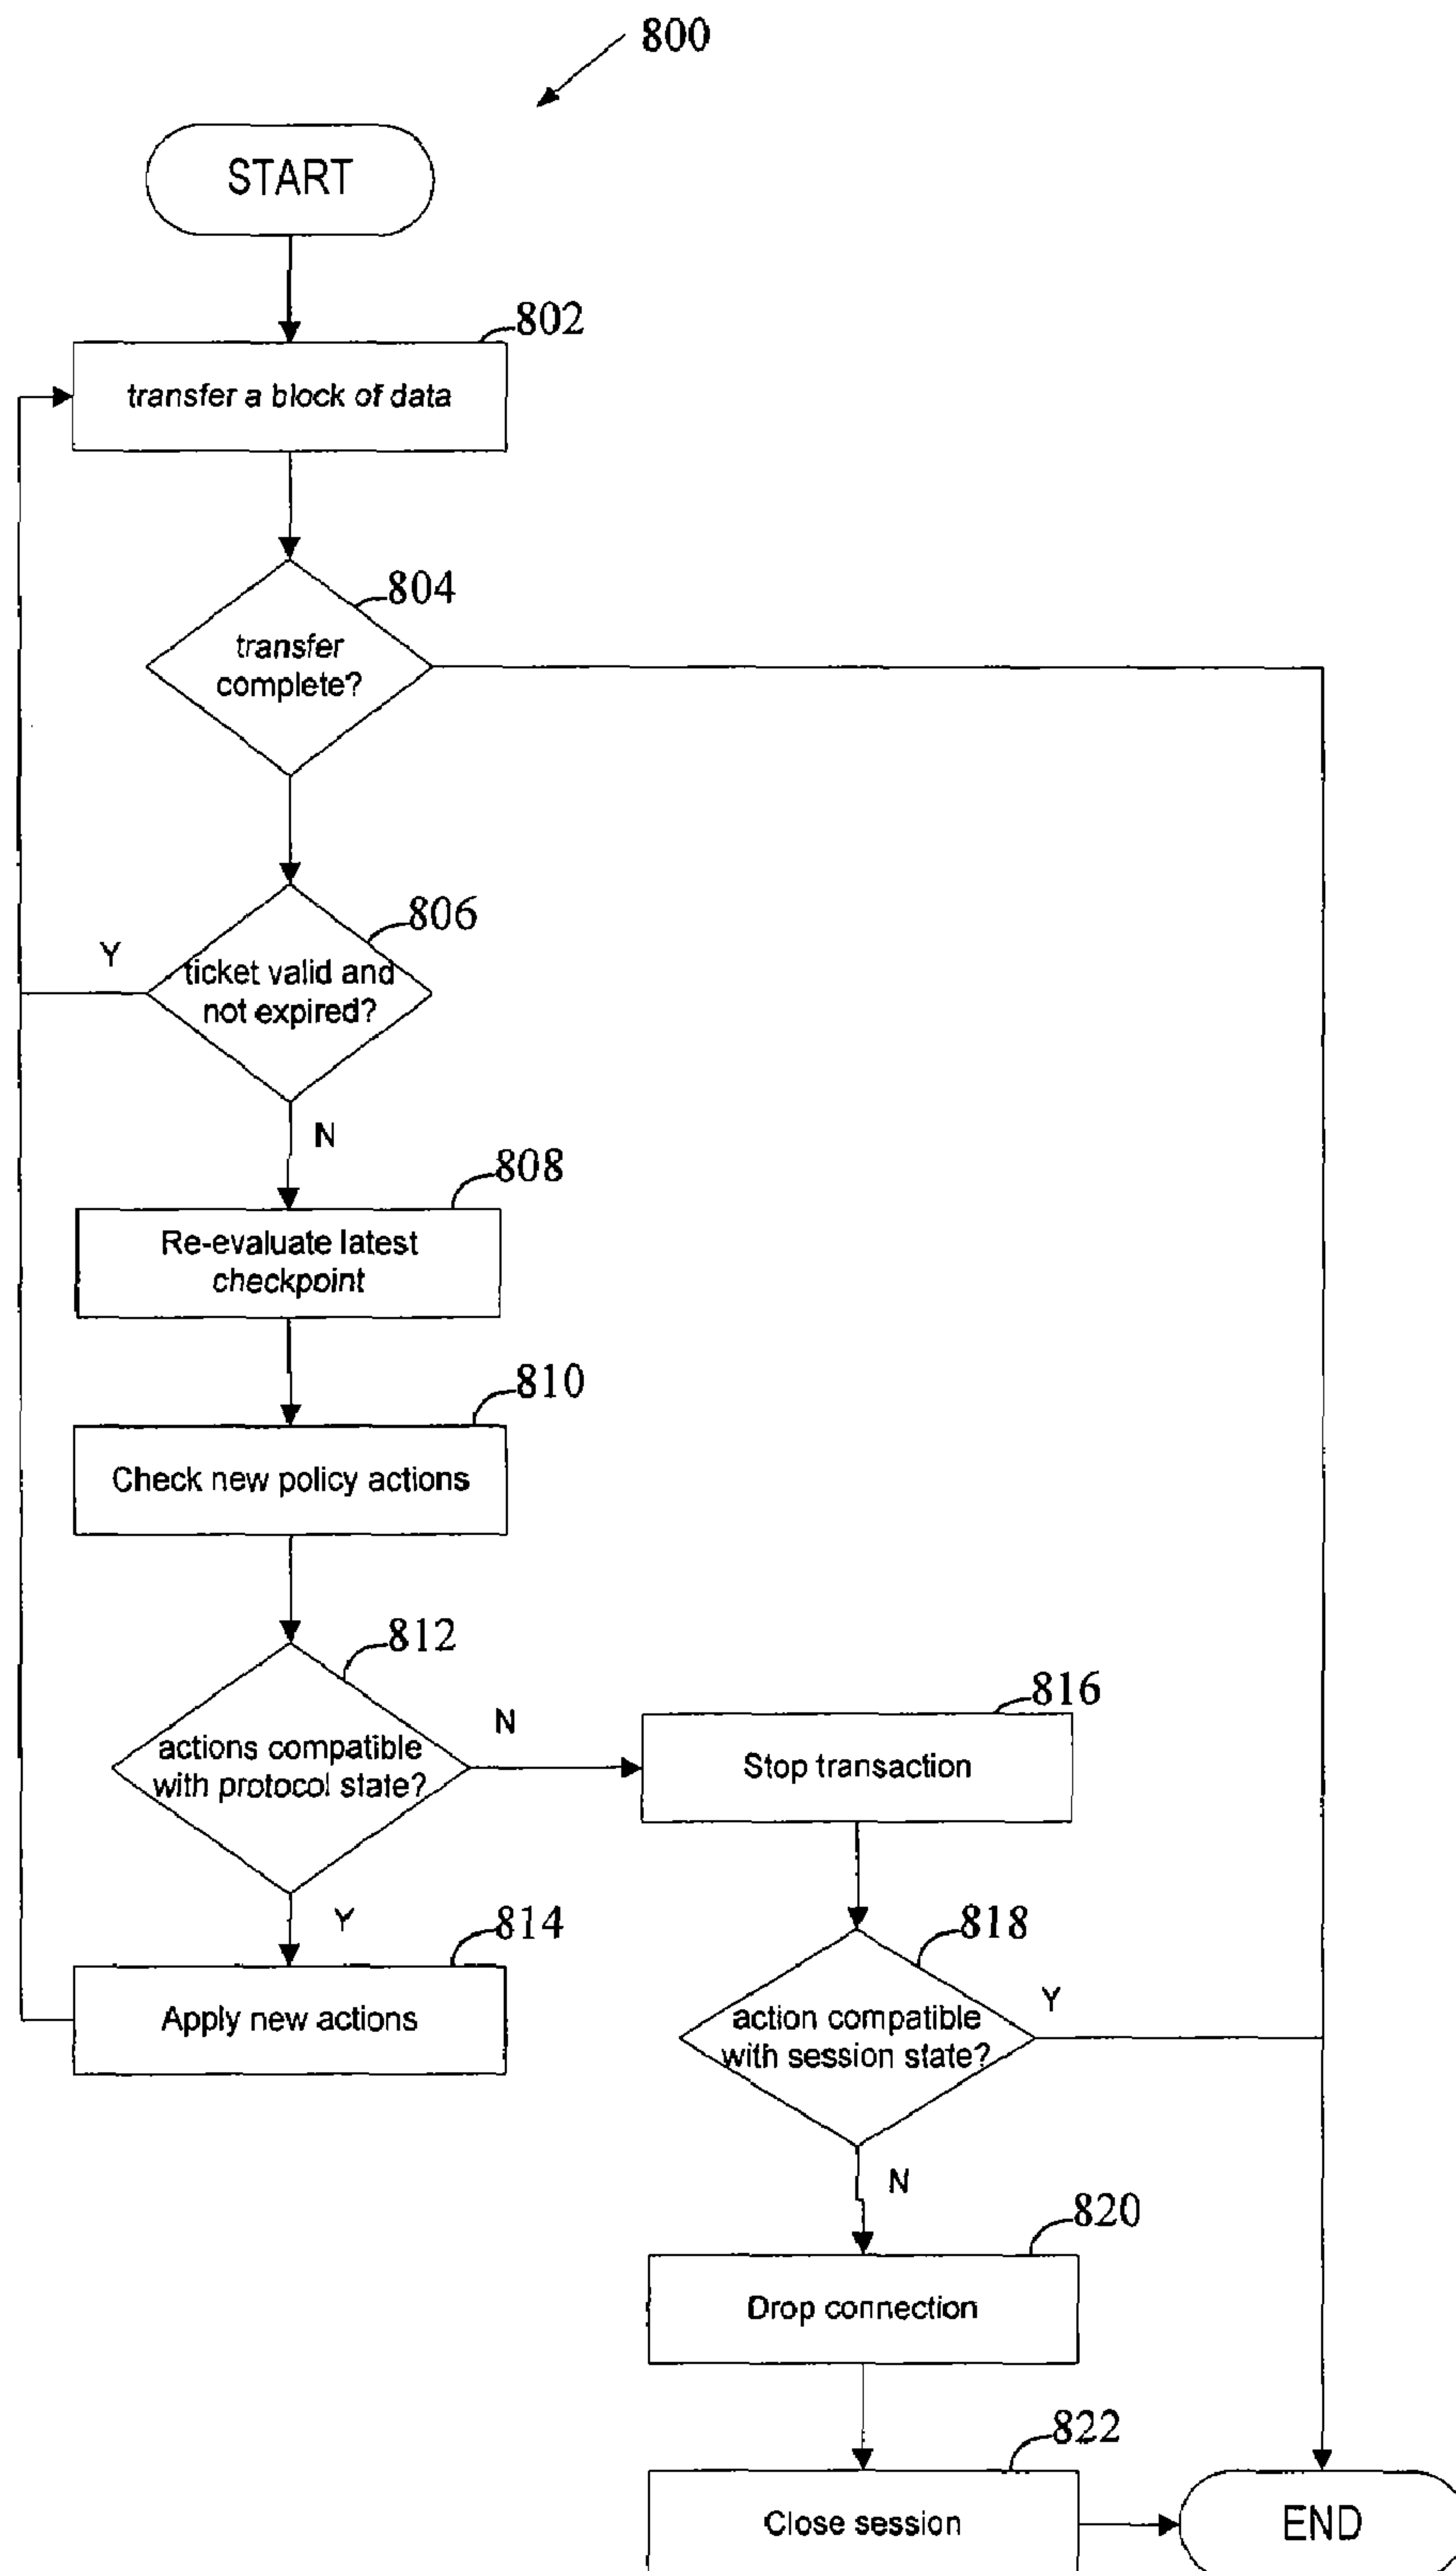 800
START
802
transfer a block of data
804
transfer
complete?
806
Y
ticket valid and
not expired?
N
808
Re-evaluate latest
checkpoint
810
Check new policy actions
812
actions compatible
with protocol state?
N
816
Stop transaction
Y
814
Apply new actions
818
action compatible
with session state?
Y
N
820
Drop connection
822
Close session
END